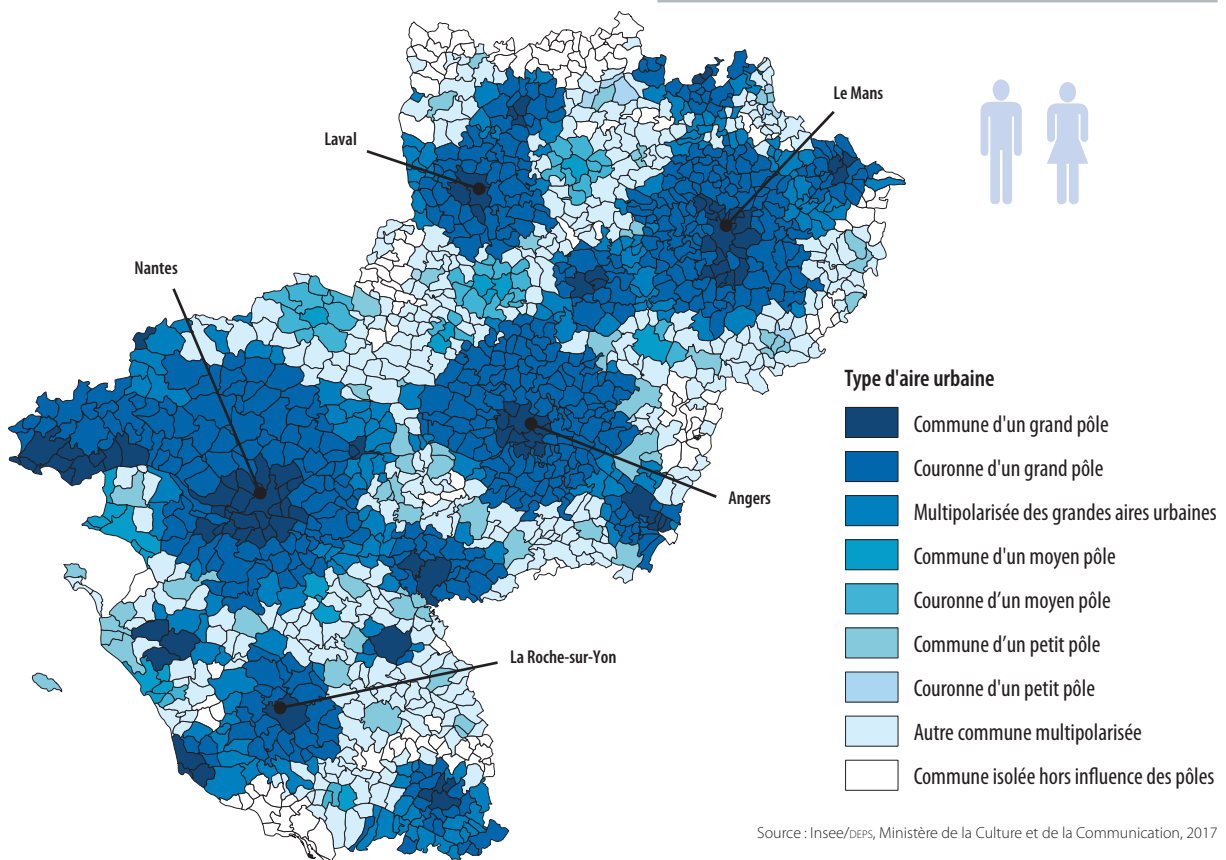 Le Mans
Laval
Nantes
Angers
La Roche-sur-Yon
Type d'aire urbaine
Commune d'un grand pôle
Couronne d'un grand pôle
Multipolarisée des grandes aires urbaines
Commune d'un moyen pôle
Couronne d'un moyen pôle
Commune d'un petit pôle
Couronne d'un petit pôle
Autre commune multipolarisée
Commune isolée hors influence des pôles
Source : Insee/DEPS, Ministère de la Culture et de la Communication, 2017